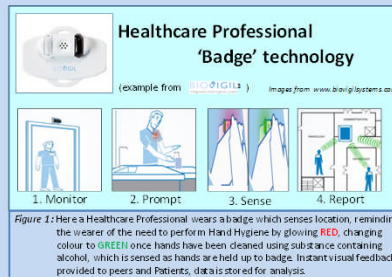 Healthcare Professional
'Badge' technology
(example from BIOVIGIL)
Images from www.biovigilsystems.co
BIOVIGIL
1. Monitor
2. Prompt
3. Sense
4. Report
Figure 1: Here a Healthcare Professional wears a badge which senses location, remindin
the wearer of the need to perform Hand Hygiene by glowing RED, changing
colour to GREEN once hands have been cleaned using substance containing
alcohol, which is sensed as hands are held up to badge. Instant visual feedbac
provided to peers and Patients, data is stored for analysis.